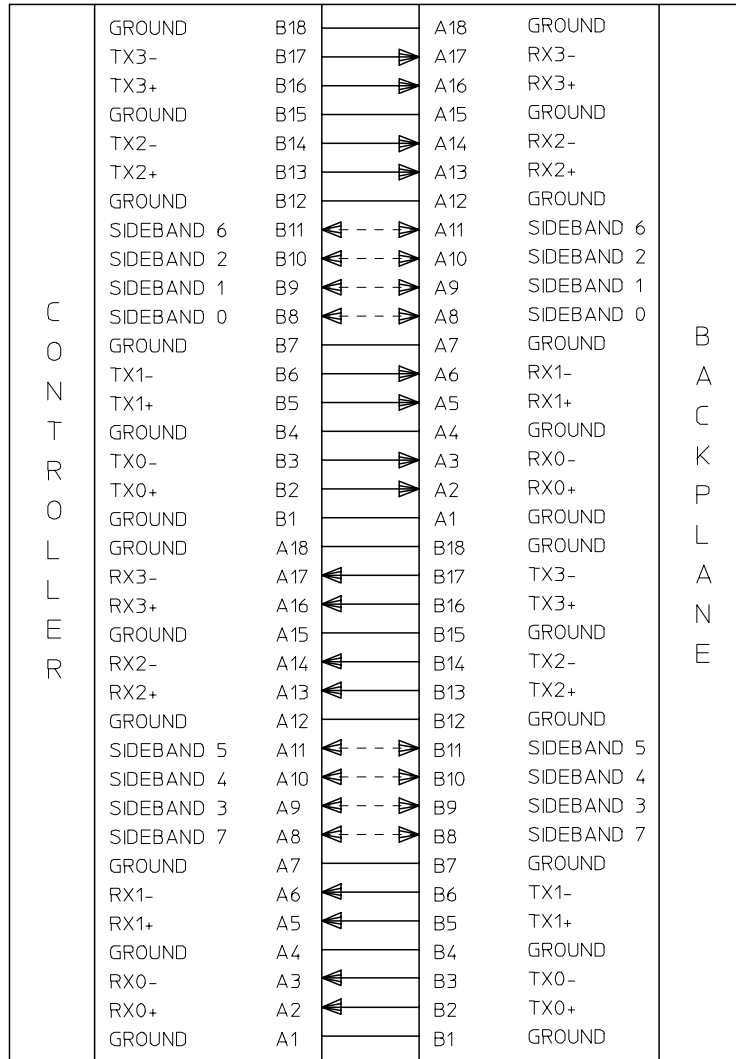 CONTROLLER
GROUND B18 A18 GROUND
TX3- B17 A17 RX3-
TX3+ B16 A16 RX3+
GROUND B15 A15 GROUND
TX2- B14 A14 RX2-
TX2+ B13 A13 RX2+
GROUND B12 A12 GROUND
SIDEBAND 6 B11 A11 SIDEBAND 6
SIDEBAND 2 B10 A10 SIDEBAND 2
SIDEBAND 1 B9 A9 SIDEBAND 1
SIDEBAND 0 B8 A8 SIDEBAND 0
GROUND B7 A7 GROUND
TX1- B6 A6 RX1-
TX1+ B5 A5 RX1+
GROUND B4 A4 GROUND
TX0- B3 A3 RX0-
TX0+ B2 A2 RX0+
GROUND B1 A1 GROUND
GROUND A18 B18 GROUND
RX3- A17 B17 TX3-
RX3+ A16 B16 TX3+
GROUND A15 B15 GROUND
RX2- A14 B14 TX2-
RX2+ A13 B13 TX2+
GROUND A12 B12 GROUND
SIDEBAND 5 A11 B11 SIDEBAND 5
SIDEBAND 4 A10 B10 SIDEBAND 4
SIDEBAND 3 A9 B9 SIDEBAND 3
SIDEBAND 7 A8 B8 SIDEBAND 7
GROUND A7 B7 GROUND
RX1- A6 B6 TX1-
RX1+ A5 B5 TX1+
GROUND A4 B4 GROUND
RX0- A3 B3 TX0-
RX0+ A2 B2 TX0+
GROUND A1 B1 GROUND
BACKPLANE